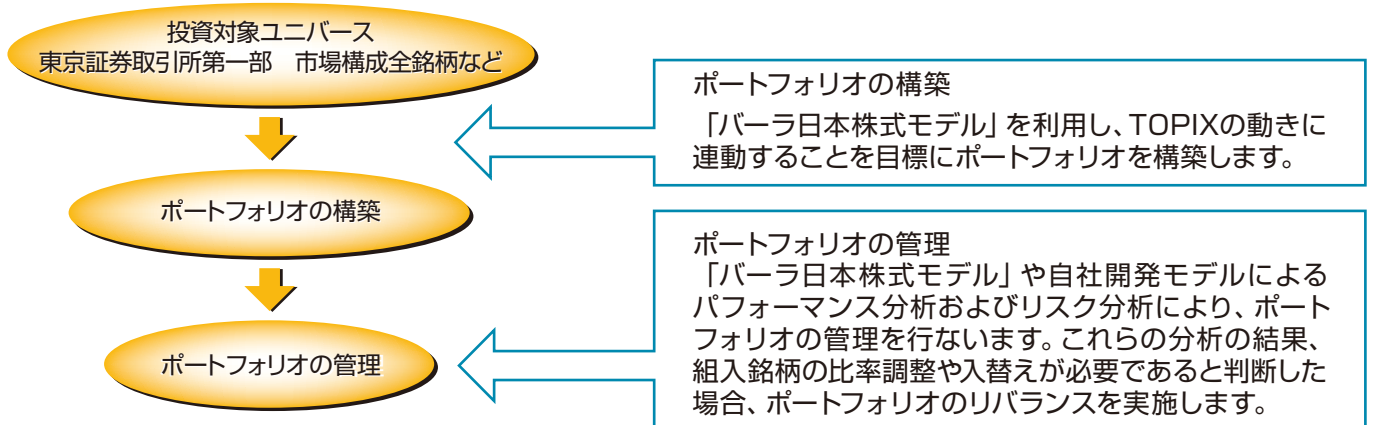 投資対象ユニバース
東京証券取引所第一部　市場構成全銘柄など
ポートフォリオの構築
「バーラ日本株式モデル」を利用し、TOPIXの動きに
連動することを目標にポートフォリオを構築します。
ポートフォリオの構築
ポートフォリオの管理
「バーラ日本株式モデル」や自社開発モデルによる
パフォーマンス分析およびリスク分析により、ポート
フォリオの管理を行ないます。これらの分析の結果、
組入銘柄の比率調整や入替えが必要であると判断した
場合、ポートフォリオのリバランスを実施します。
ポートフォリオの管理